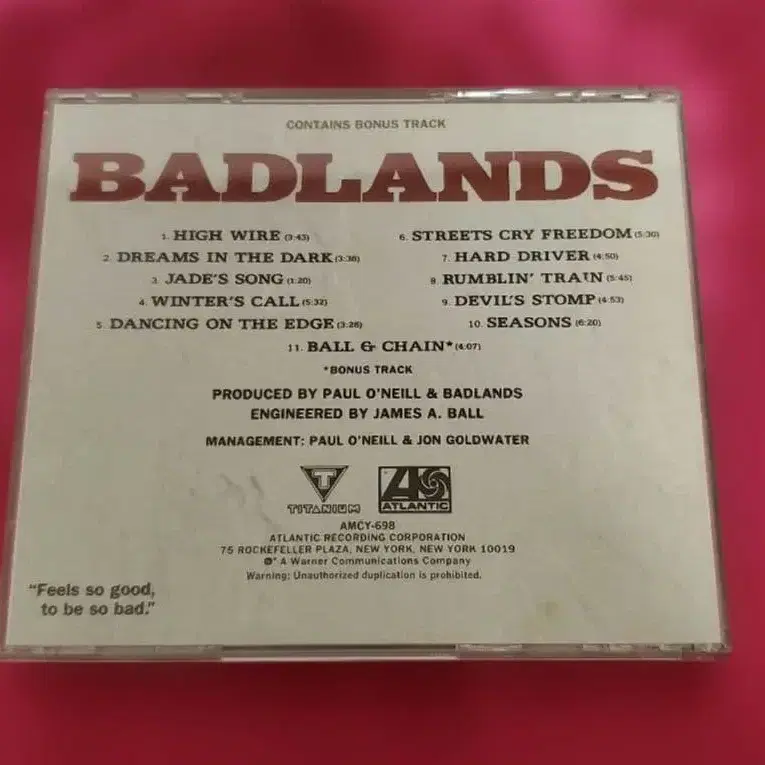 CONTAINS BONUS TRACK
BADLANDS
1. HIGH WIRE (3:43)
2. DREAMS IN THE DARK (3:38)
3. JADE'S SONG (1:20)
4. WINTER'S CALL (5:32)
5. DANCING ON THE EDGE (3:28)
6. STREETS CRY FREEDOM (5:30)
7. HARD DRIVER (4:50)
8. RUMBLIN' TRAIN (5:45)
9. DEVIL'S STOMP (4:53)
10. SEASONS (6:20)
11. BALL & CHAIN* (4:07)
*BONUS TRACK
PRODUCED BY PAUL O'NEILL & BADLANDS
ENGINEERED BY JAMES A. BALL
MANAGEMENT: PAUL O'NEILL & JON GOLDWATER
T
TITANIUM
A
ATLANTIC
AMCY-698
ATLANTIC RECORDING CORPORATION
75 ROCKEFELLER PLAZA, NEW YORK, NEW YORK 10019
A Warner Communications Company
Warning: Unauthorized duplication is prohibited.
"Feels so good,
to be so bad."